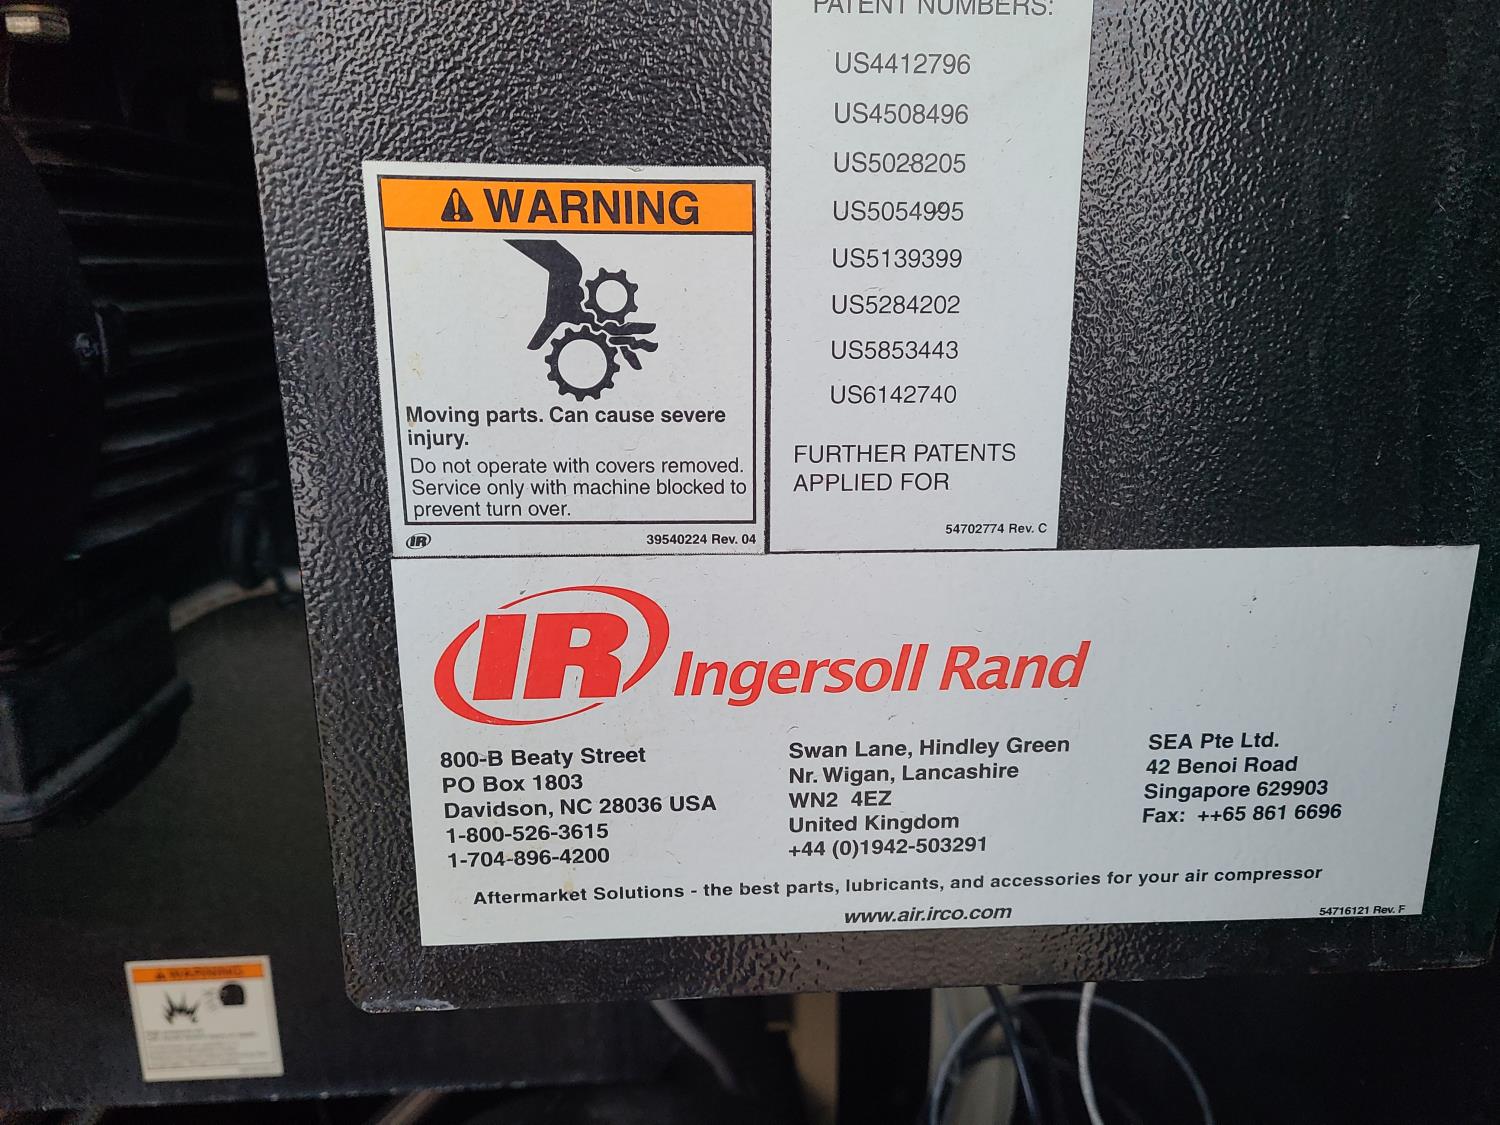 PATENT NUMBERS:
US4412796
US4508496
US5028205
US5054995
US5139399
US5284202
US5853443
US6142740
FURTHER PATENTS
APPLIED FOR
54702774 Rev. C
WARNING
Moving parts. Can cause severe
injury.
Do not operate with covers removed.
Service only with machine blocked to
prevent turn over.
IR
39540224 Rev. 04
IR Ingersoll Rand
800-B Beaty Street
PO Box 1803
Davidson, NC 28036 USA
1-800-526-3615
1-704-896-4200
Swan Lane, Hindley Green
Nr. Wigan, Lancashire
WN2 4EZ
United Kingdom
+44 (0)1942-503291
SEA Pte Ltd.
42 Benoi Road
Singapore 629903
Fax: ++65 861 6696
Aftermarket Solutions - the best parts, lubricants, and accessories for your air compressor
www.air.irco.com
54716121 Rev. F
WARNING